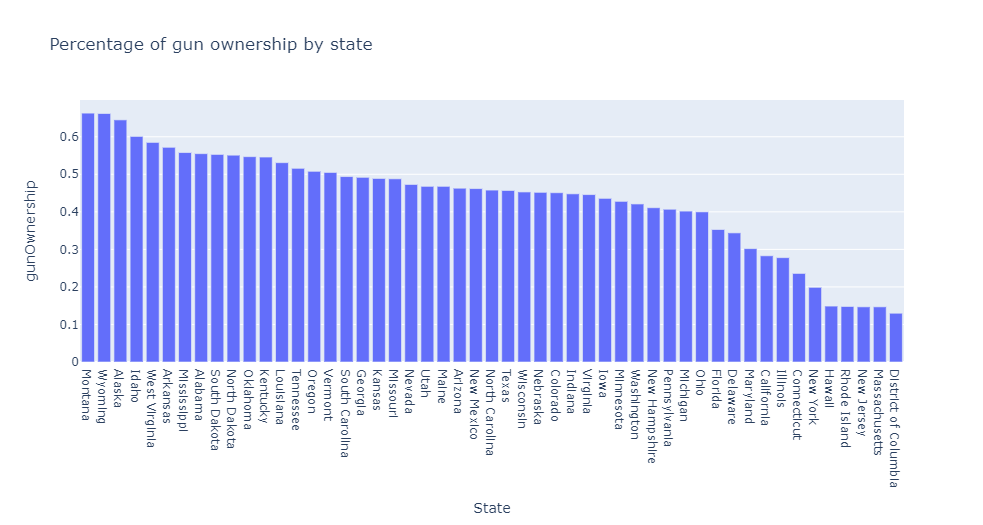 Percentage of gun ownership by state
gunOwnership
0.6
0.5
0.4
0.3
0.2
0.1
0
Montana
Wyoming
Alaska
Idaho
West Virginia
Arkansas
Mississippi
Alabama
South Dakota
North Dakota
Oklahoma
Kentucky
Louisiana
Tennessee
Oregon
Vermont
South Carolina
Georgia
Kansas
Missouri
Nevada
Utah
Maine
Arizona
New Mexico
North Carolina
Texas
Wisconsin
Nebraska
Colorado
Indiana
Virginia
Iowa
Minnesota
Washington
New Hampshire
Pennsylvania
Michigan
Ohio
Florida
Delaware
Maryland
California
Illinois
Connecticut
New York
Hawaii
Rhode Island
New Jersey
Massachusetts
District of Columbia
State